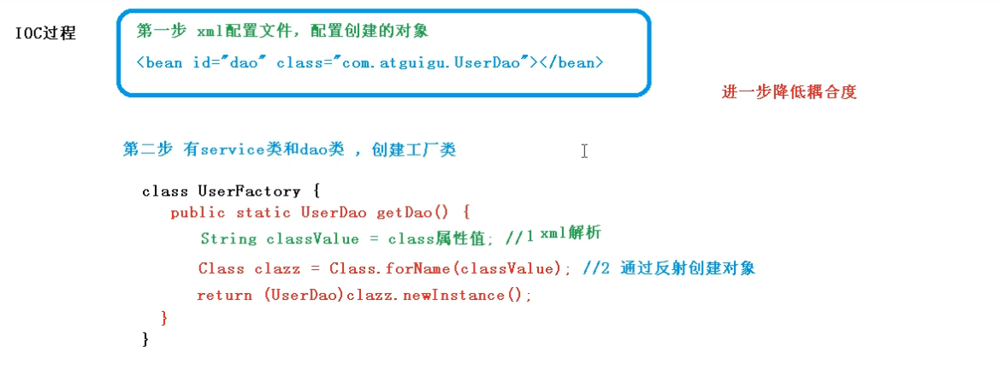 IOC过程
第一步 xml配置文件，配置创建的对象
<bean id="dao" class="com.atguigu.UserDao"></bean>
进一步降低耦合度
第二步 有service类和dao类 ，创建工厂类
class UserFactory {
public static UserDao getDao() {
String classValue = class属性值; //1 xml解析
Class clazz = Class.forName(classValue); //2 通过反射创建对象
return (UserDao)clazz.newInstance();
}
}